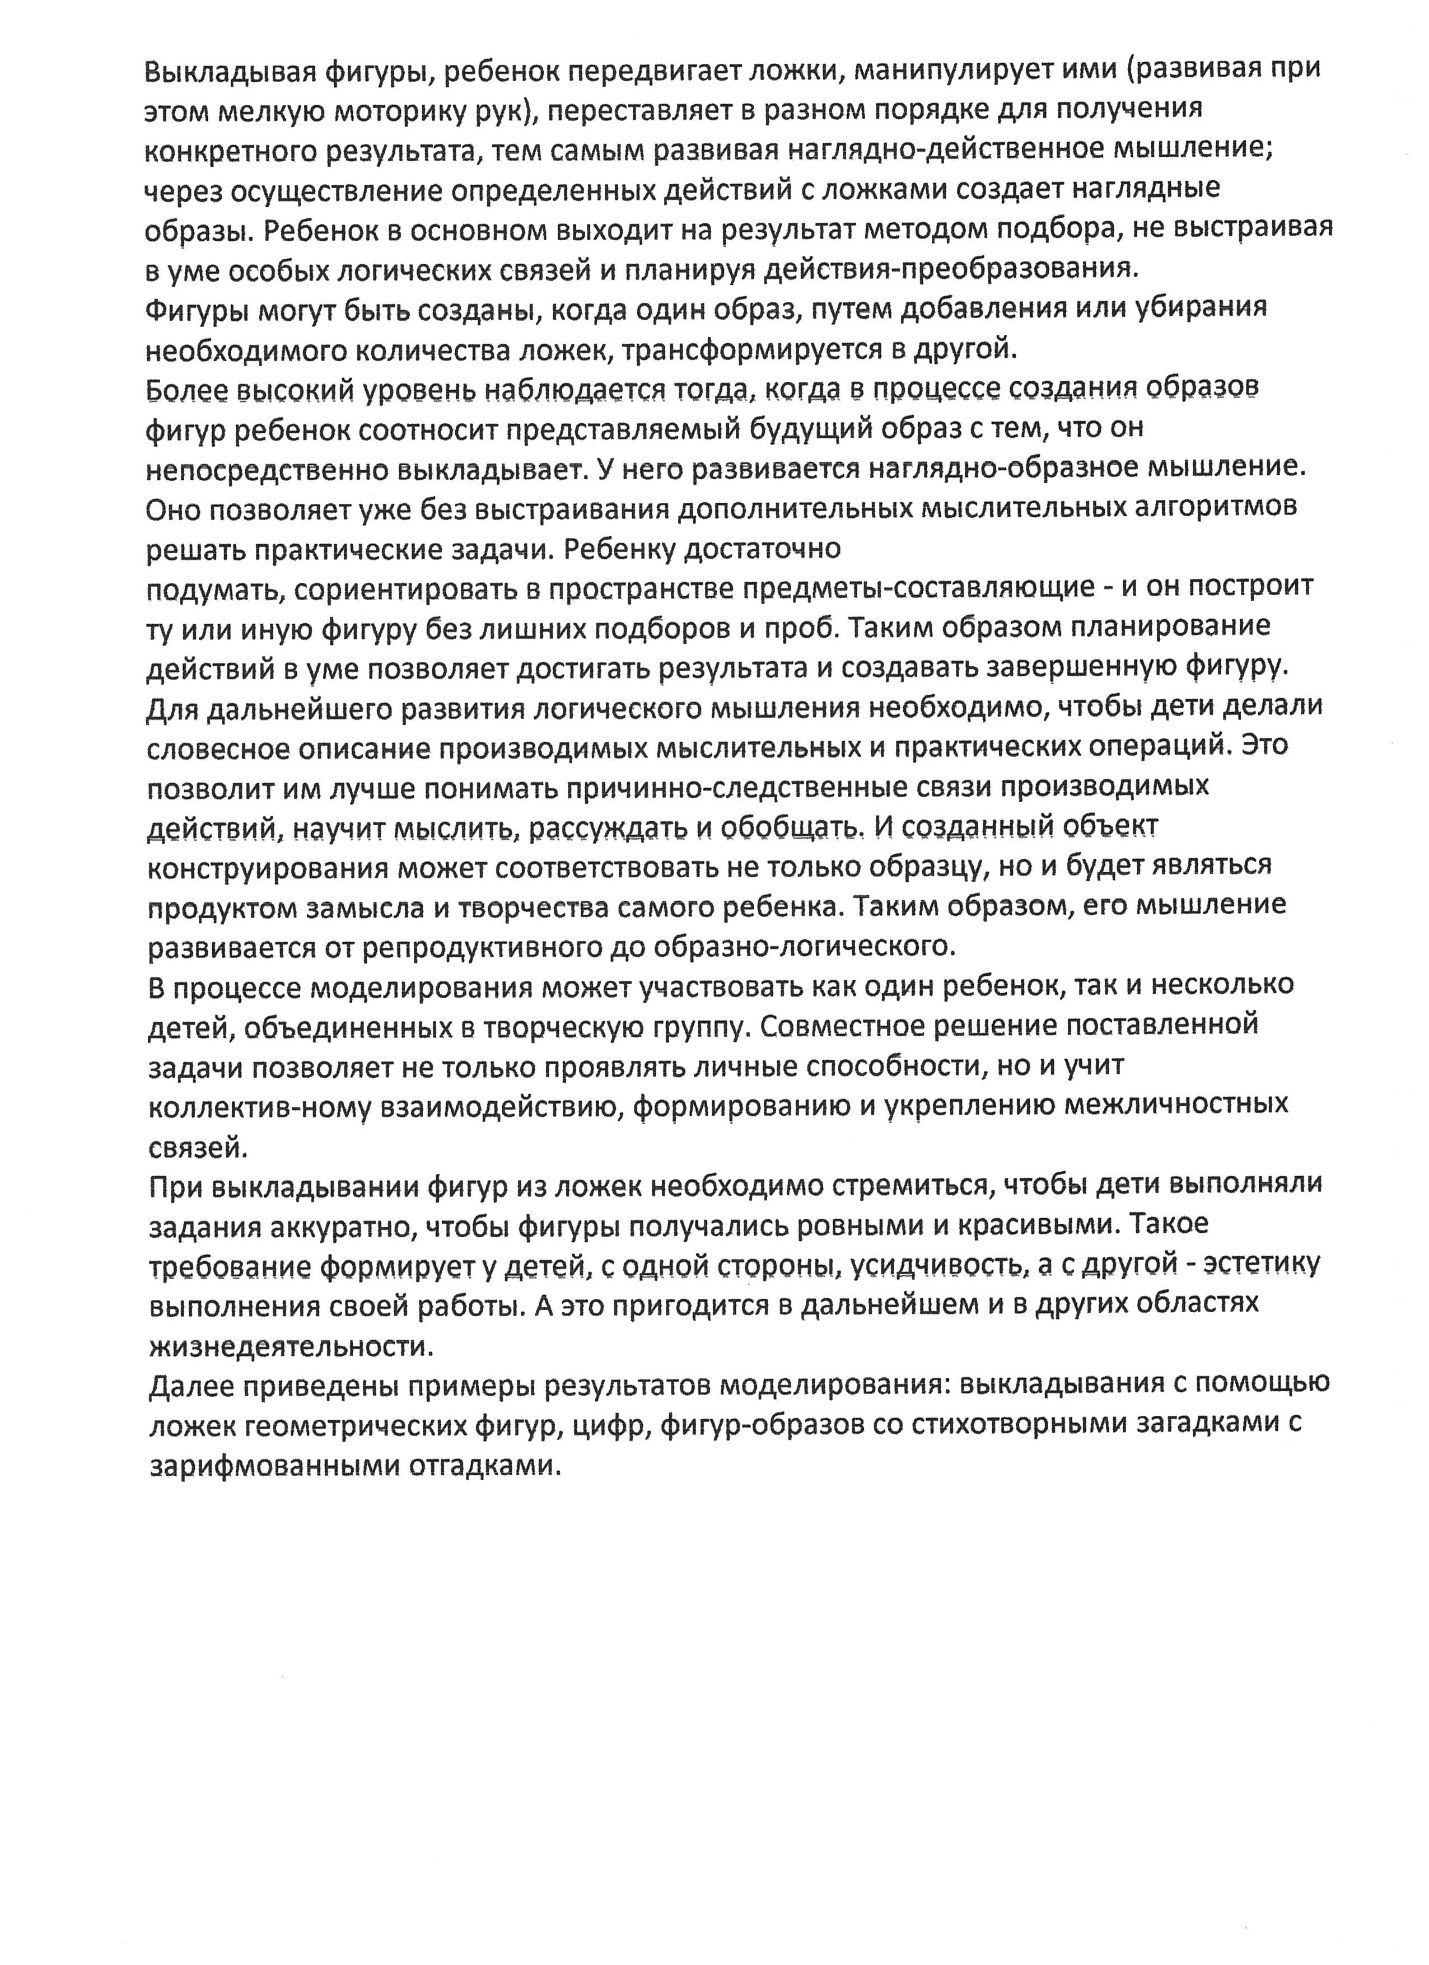 Выкладывая фигуры, ребенок передвигает ложки, манипулирует ими (развивая при
этом мелкую моторику рук), переставляет в разном порядке для получения
конкретного результата, тем самым развивая наглядно-действенное мышление;
через осуществление определенных действий с ложками создает наглядные
образы. Ребенок в основном выходит на результат методом подбора, не выстраивая
в уме особых логических связей и планируя действия-преобразования.
Фигуры могут быть созданы, когда один образ, путем добавления или убирания
необходимого количества ложек, трансформируется в другой.
Более высокий уровень наблюдается тогда, когда в процессе создания образов
фигур ребенок соотносит представляемый будущий образ с тем, что он
непосредственно выкладывает. У него развивается наглядно-образное мышление.
Оно позволяет уже без выстраивания дополнительных мыслительных алгоритмов
решать практические задачи. Ребенку достаточно
подумать, сориентировать в пространстве предметы-составляющие - и он построит
ту или иную фигуру без лишних подборов и проб. Таким образом планирование
действий в уме позволяет достигать результата и создавать завершенную фигуру.
Для дальнейшего развития логического мышления необходимо, чтобы дети делали
словесное описание производимых мыслительных и практических операций. Это
позволит им лучше понимать причинно-следственные связи производимых
действий, научит мыслить, рассуждать и обобщать. И созданный объект
конструирования может соответствовать не только образцу, но и будет являться
продуктом замысла и творчества самого ребенка. Таким образом, его мышление
развивается от репродуктивного до образно-логического.
В процессе моделирования может участвовать как один ребенок, так и несколько
детей, объединенных в творческую группу. Совместное решение поставленной
задачи позволяет не только проявлять личные способности, но и учит
коллектив-ному взаимодействию, формированию и укреплению межличностных
связей.
При выкладывании фигур из ложек необходимо стремиться, чтобы дети выполняли
задания аккуратно, чтобы фигуры получались ровными и красивыми. Такое
требование формирует у детей, с одной стороны, усидчивость, а с другой - эстетику
выполнения своей работы. А это пригодится в дальнейшем и в других областях
жизнедеятельности.
Далее приведены примеры результатов моделирования: выкладывания с помощью
ложек геометрических фигур, цифр, фигур-образов со стихотворными загадками с
зарифмованными отгадками.